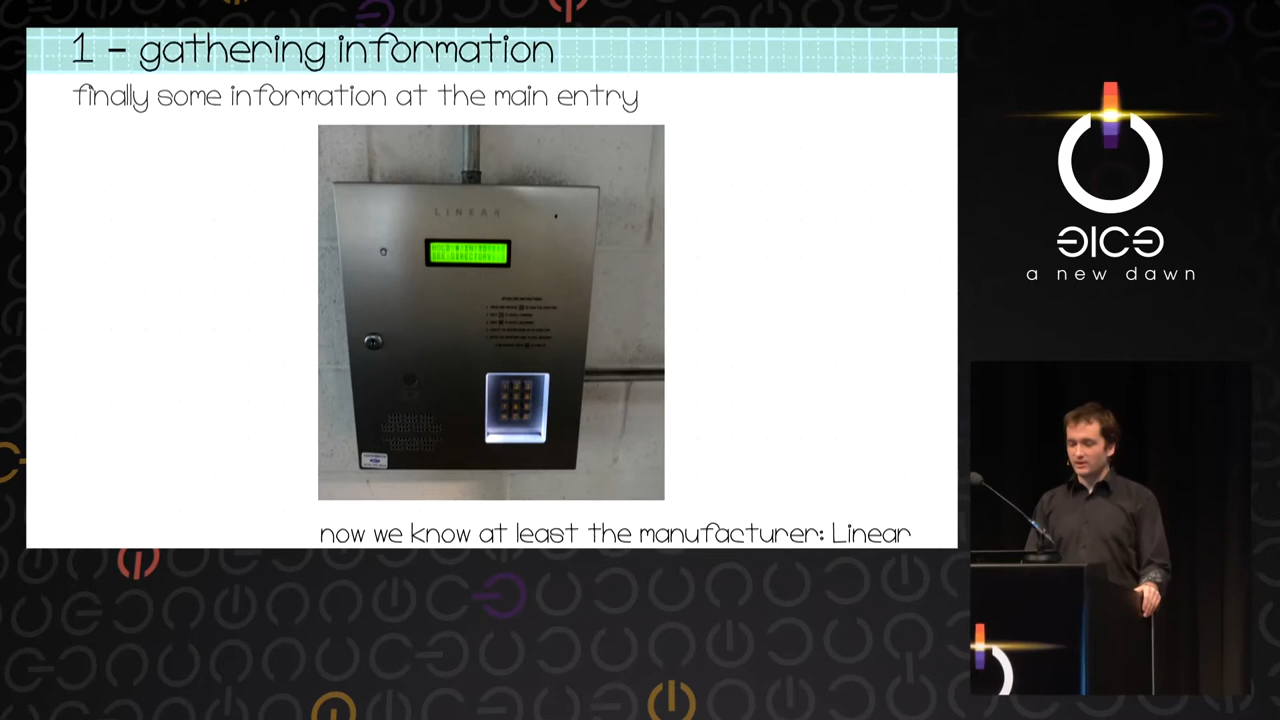 1 - gathering information
finally some information at the main entry
LINEAR
now we know at least the manufacturer: Linear
a new dawn